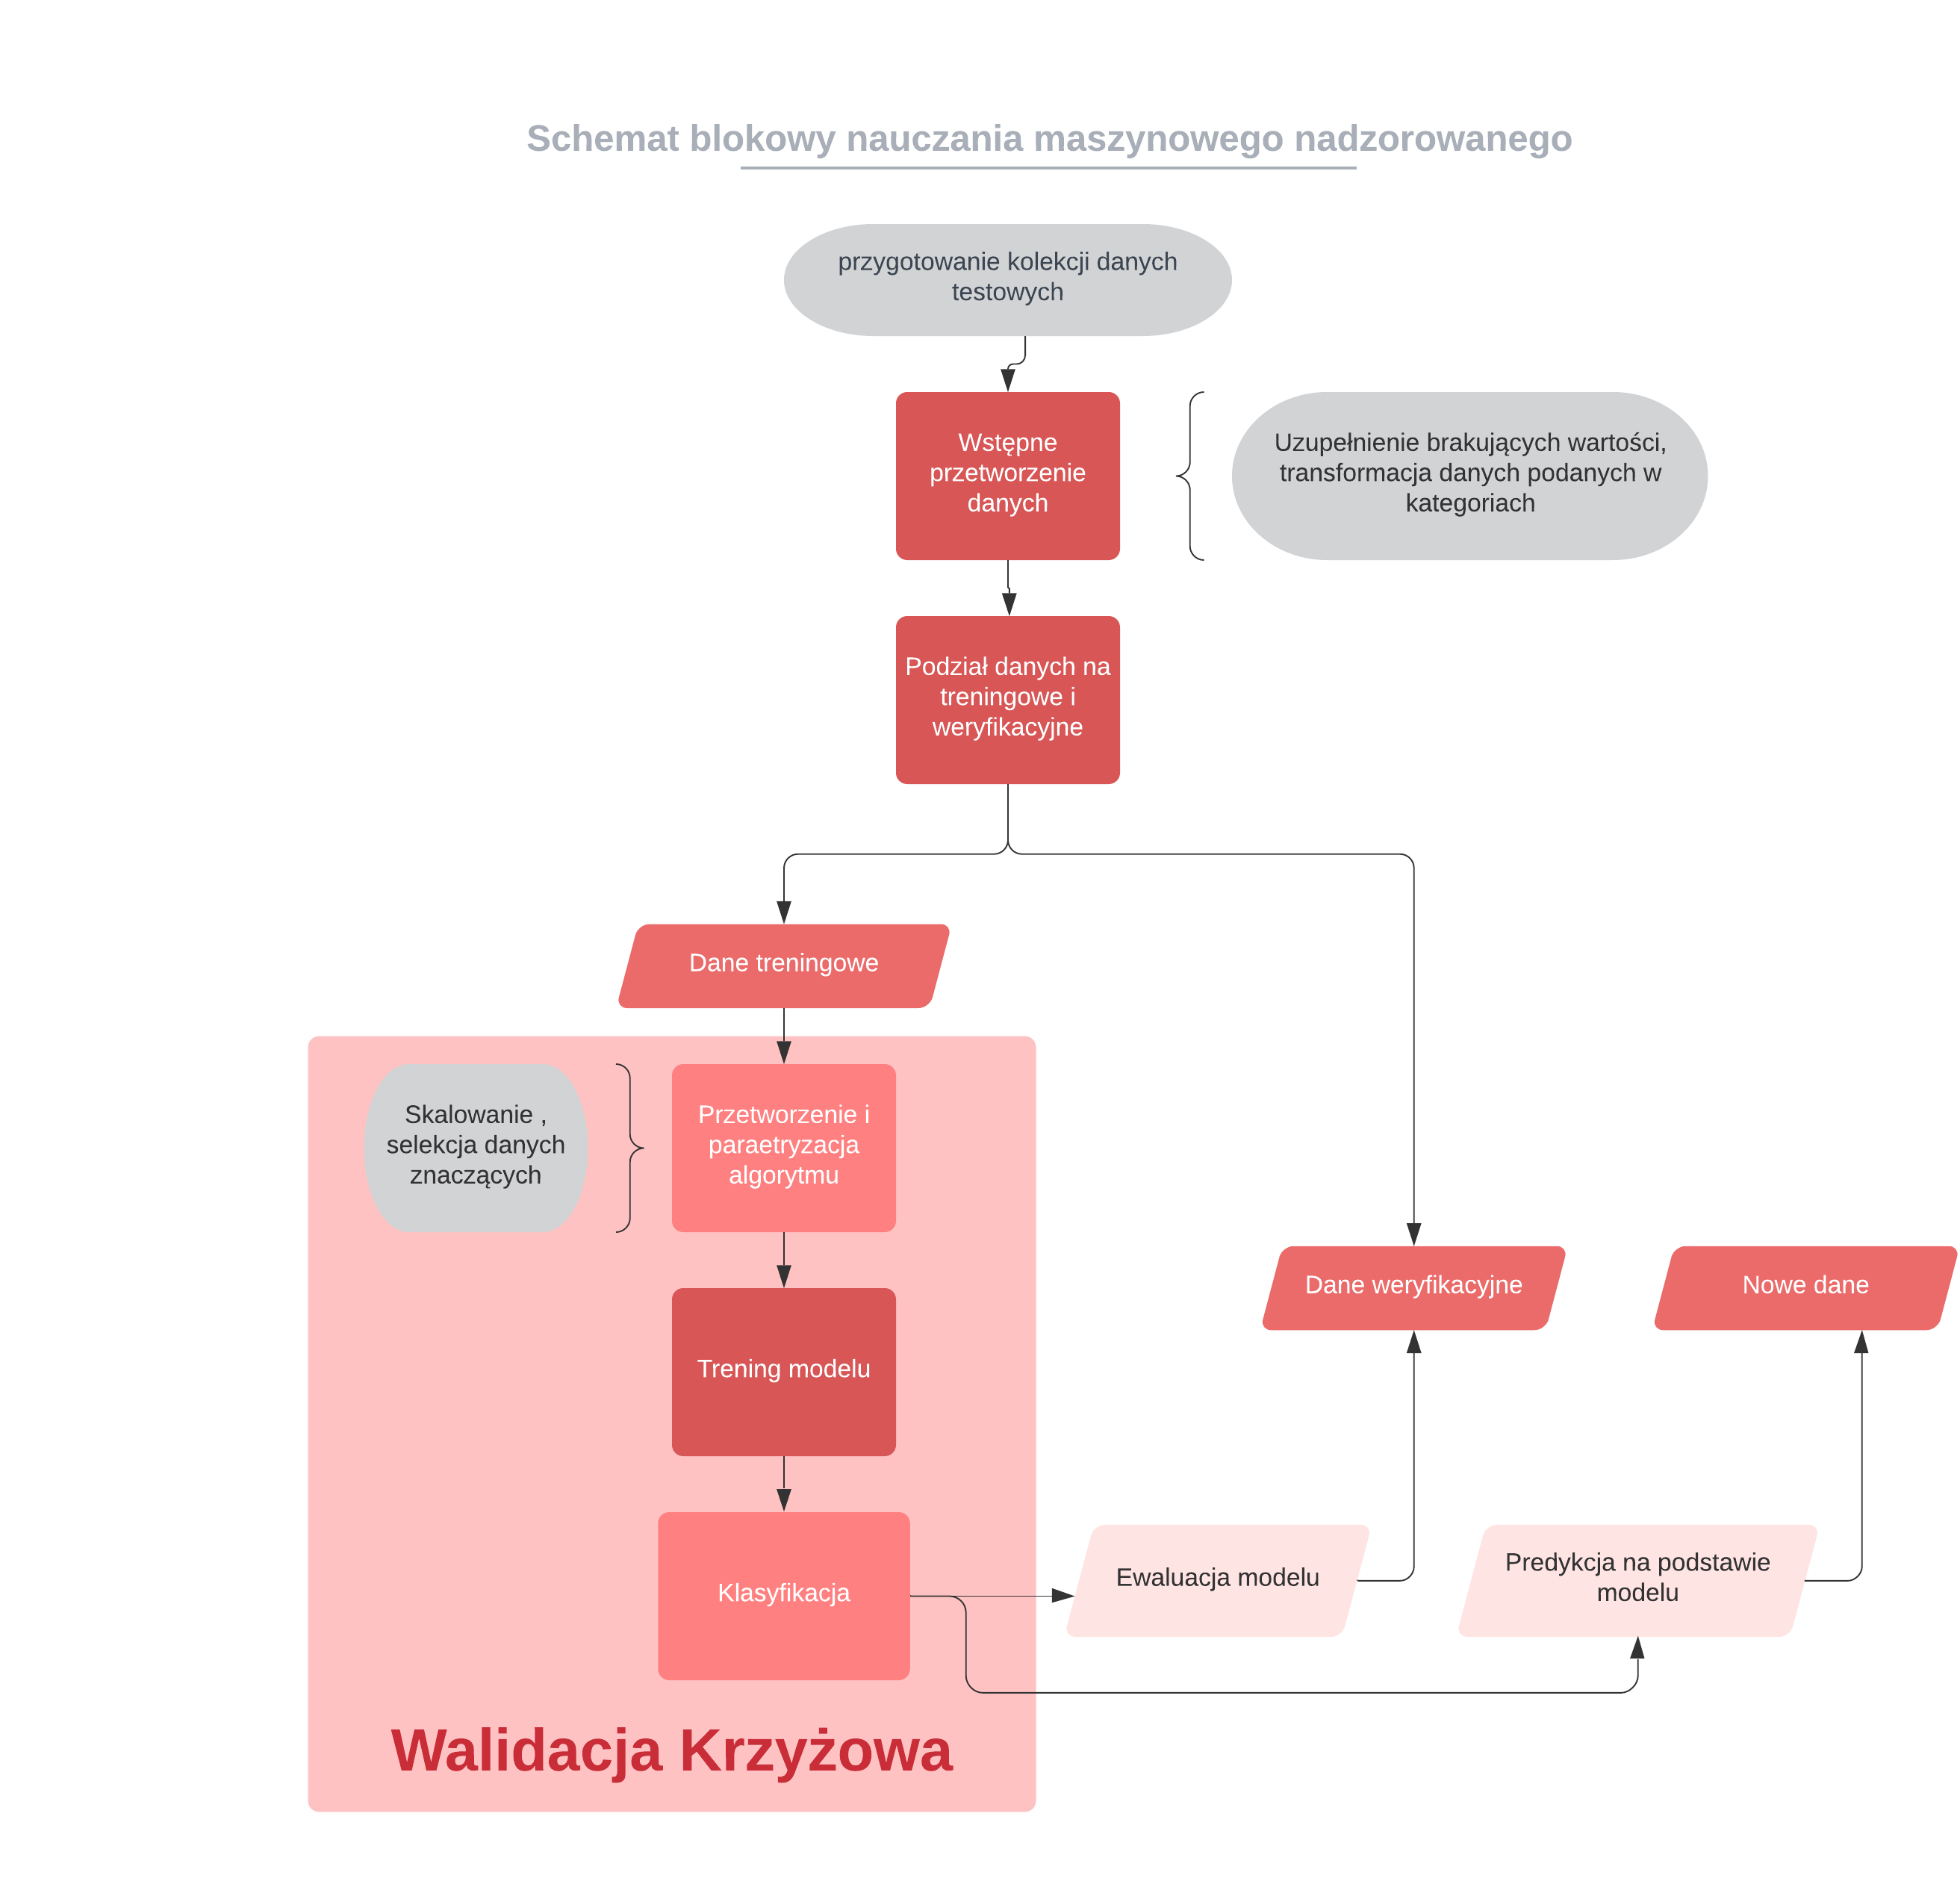 Schemat blokowy nauczania maszynowego nadzorowanego
przygotowanie kolekcji danych
testowych
Wstępne
przetworzenie
danych
Uzupełnienie brakujących wartości,
transformacja danych podanych w
kategoriach
Podział danych na
treningowe i
weryfikacyjne
Dane treningowe
Skalowanie ,
selekcja danych
znaczących
Przetworzenie i
paraetryzacja
algorytmu
Trening modelu
Dane weryfikacyjne
Nowe dane
Klasyfikacja
Ewaluacja modelu
Predykcja na podstawie
modelu
Walidacja Krzyżowa